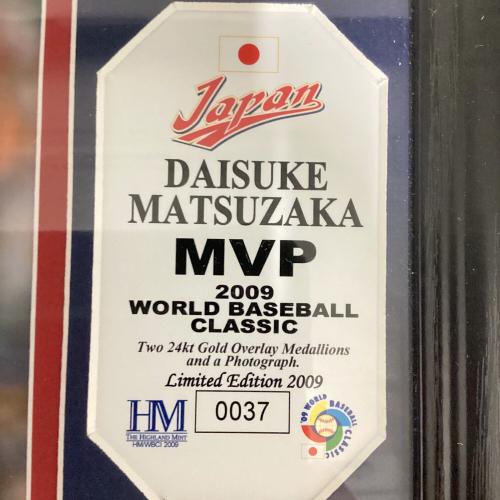 Japan
DAISUKE
MATSUZAKA
MVP
2009
WORLD BASEBALL
CLASSIC
Two 24kt Gold Overlay Medallions
and a Photograph.
Limited Edition 2009
HM
THE HIGHLAND MINT
HM/WBCI 2009
0037
'09 WORLD BASEBALL CLASSIC